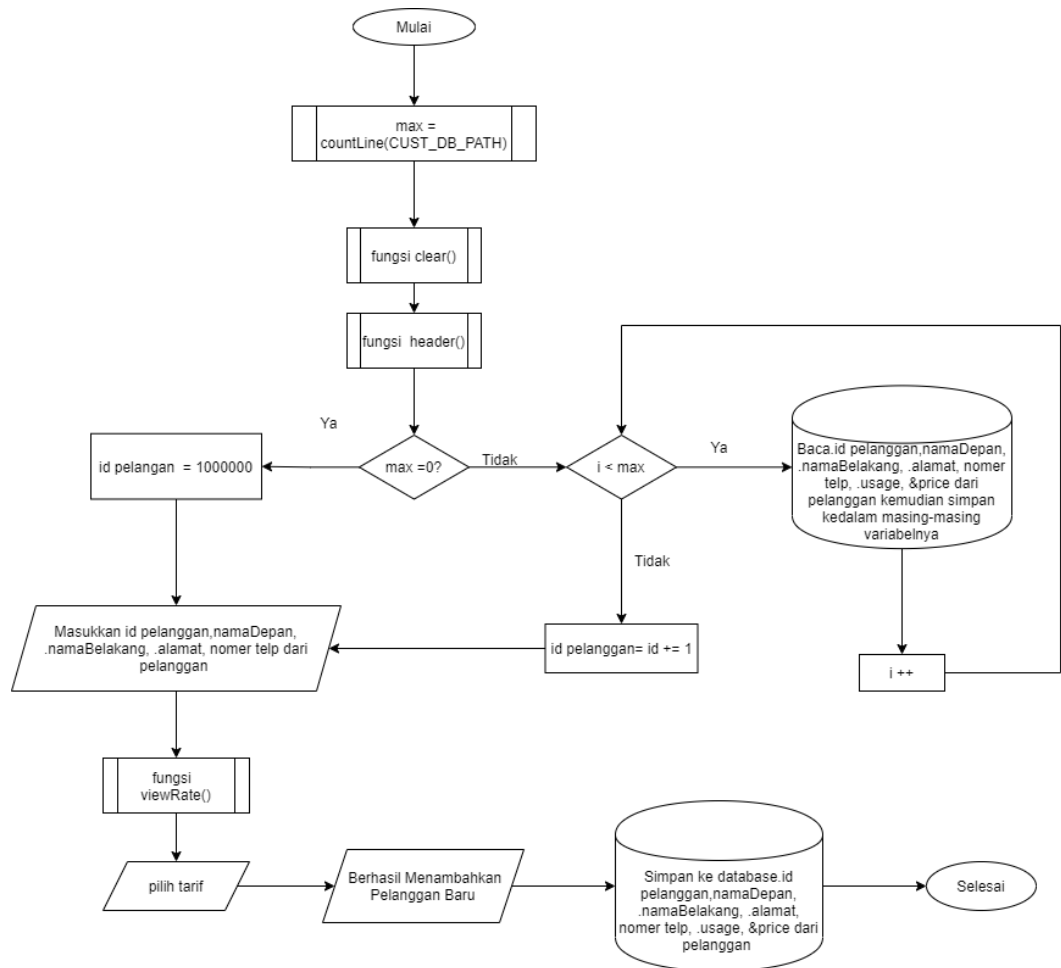 Mulai
max =
countLine(CUST_DB_PATH)
fungsi clear()
fungsi header()
Ya
max =0?
Tidak
id pelangan = 1000000
i < max
Ya
Baca.id pelanggan,namaDepan,
.namaBelakang, .alamat, nomer
telp, .usage, &price dari
pelanggan kemudian simpan
kedalam masing-masing
variabelnya
Tidak
Masukkan id pelanggan,namaDepan,
.namaBelakang, .alamat, nomer telp dari
pelanggan
id pelanggan= id += 1
i ++
fungsi
viewRate()
pilih tarif
Berhasil Menambahkan
Pelanggan Baru
Simpan ke database.id
pelanggan,namaDepan,
.namaBelakang, .alamat,
nomer telp, .usage, &price dari
pelanggan
Selesai